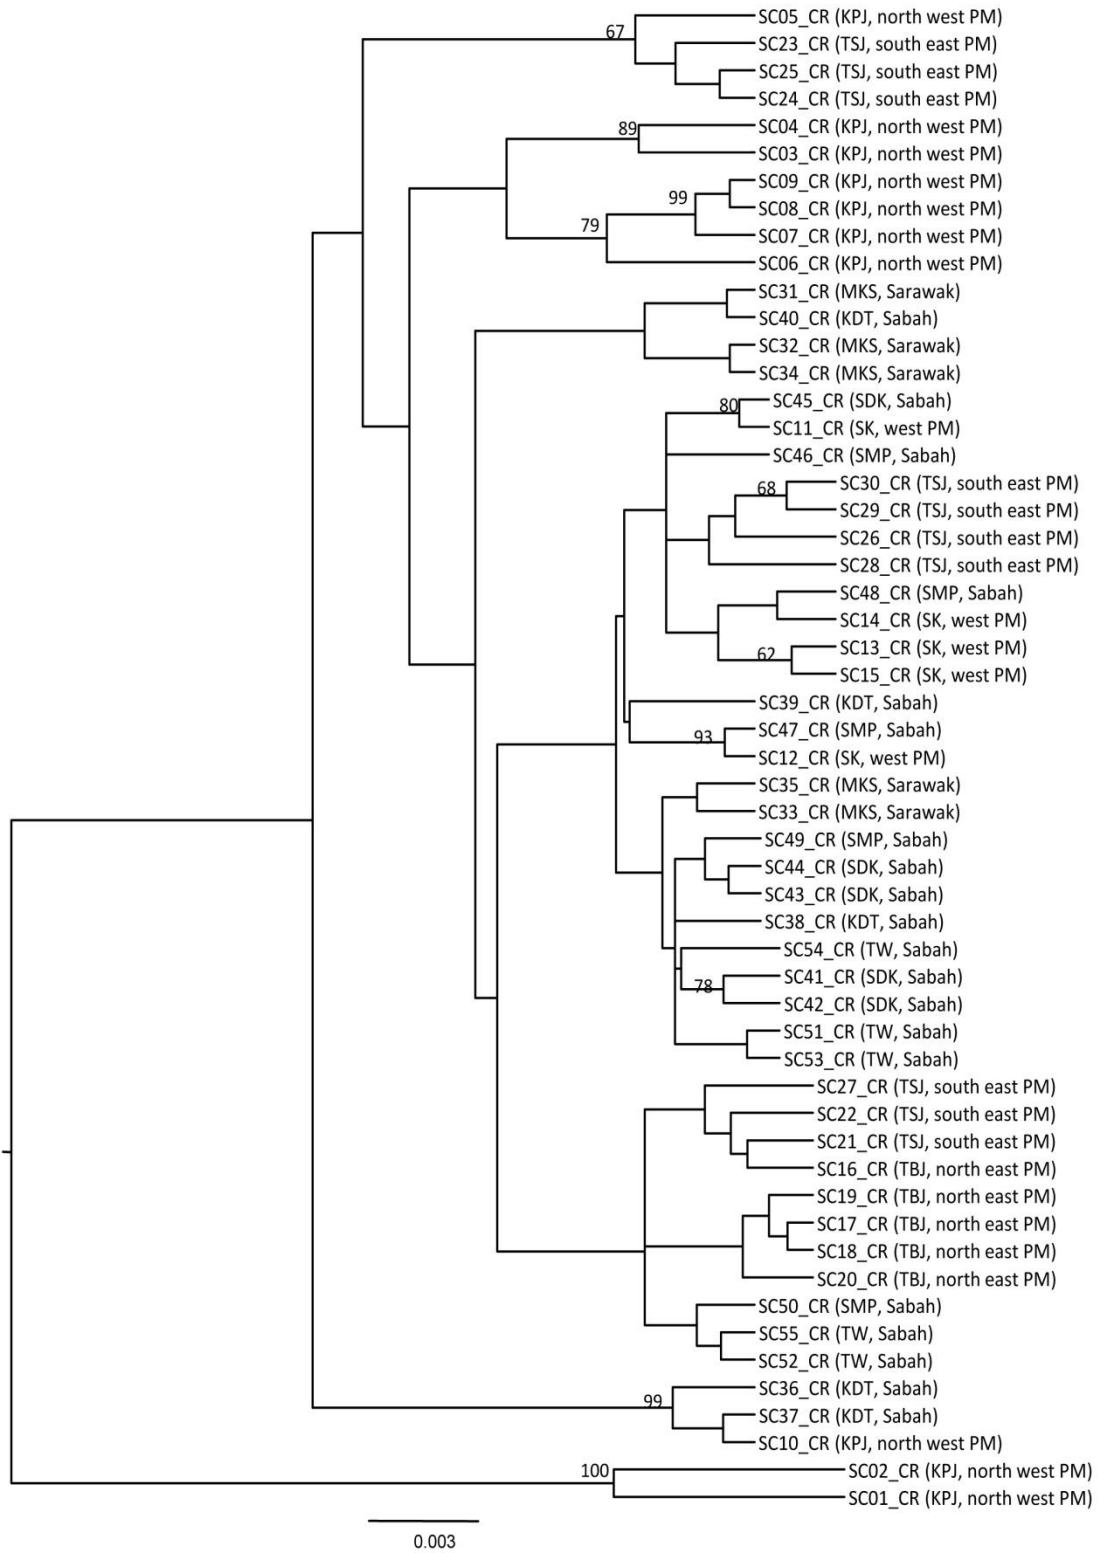 67
SC05_CR (KPJ, north west PM)
SC23_CR (TSJ, south east PM)
SC25_CR (TSJ, south east PM)
SC24_CR (TSJ, south east PM)
89
SC04_CR (KPJ, north west PM)
SC03_CR (KPJ, north west PM)
SC09_CR (KPJ, north west PM)
99
SC08_CR (KPJ, north west PM)
79
SC07_CR (KPJ, north west PM)
SC06_CR (KPJ, north west PM)
SC31_CR (MKS, Sarawak)
SC40_CR (KDT, Sabah)
SC32_CR (MKS, Sarawak)
SC34_CR (MKS, Sarawak)
80
SC45_CR (SDK, Sabah)
SC11_CR (SK, west PM)
SC46_CR (SMP, Sabah)
68
SC30_CR (TSJ, south east PM)
SC29_CR (TSJ, south east PM)
SC26_CR (TSJ, south east PM)
SC28_CR (TSJ, south east PM)
SC48_CR (SMP, Sabah)
SC14_CR (SK, west PM)
62
SC13_CR (SK, west PM)
SC15_CR (SK, west PM)
SC39_CR (KDT, Sabah)
93
SC47_CR (SMP, Sabah)
SC12_CR (SK, west PM)
SC35_CR (MKS, Sarawak)
SC33_CR (MKS, Sarawak)
SC49_CR (SMP, Sabah)
SC44_CR (SDK, Sabah)
SC43_CR (SDK, Sabah)
SC38_CR (KDT, Sabah)
SC54_CR (TW, Sabah)
78
SC41_CR (SDK, Sabah)
SC42_CR (SDK, Sabah)
SC51_CR (TW, Sabah)
SC53_CR (TW, Sabah)
SC27_CR (TSJ, south east PM)
SC22_CR (TSJ, south east PM)
SC21_CR (TSJ, south east PM)
SC16_CR (TBJ, north east PM)
SC19_CR (TBJ, north east PM)
SC17_CR (TBJ, north east PM)
SC18_CR (TBJ, north east PM)
SC20_CR (TBJ, north east PM)
SC50_CR (SMP, Sabah)
SC55_CR (TW, Sabah)
SC52_CR (TW, Sabah)
99
SC36_CR (KDT, Sabah)
SC37_CR (KDT, Sabah)
SC10_CR (KPJ, north west PM)
100
SC02_CR (KPJ, north west PM)
SC01_CR (KPJ, north west PM)
0.003